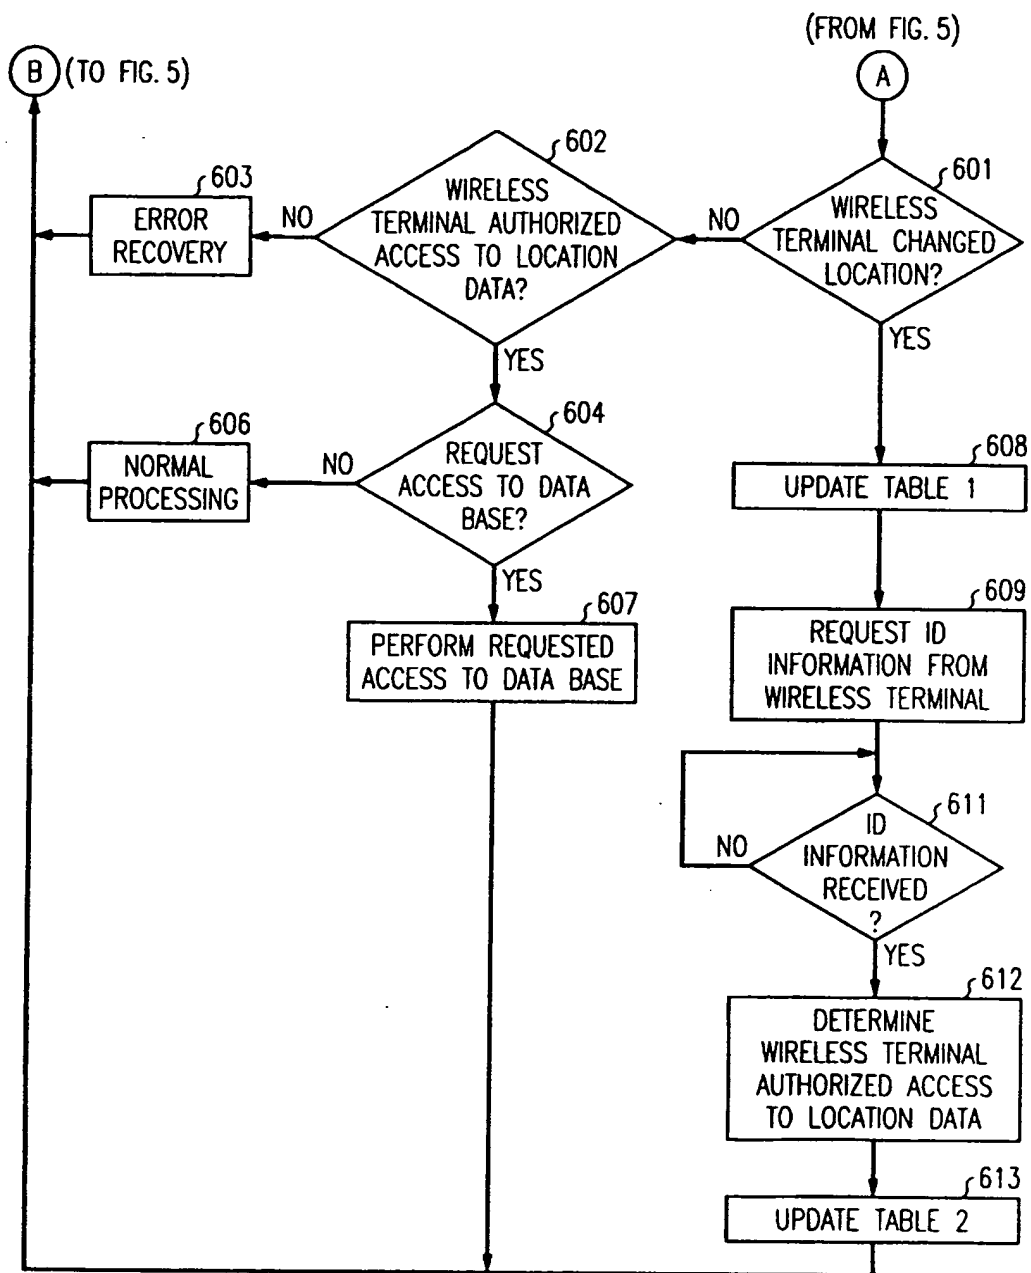 (FROM FIG. 5)
B (TO FIG. 5)
A
602
601
603
WIRELESS
TERMINAL AUTHORIZED
ACCESS TO LOCATION
DATA?
WIRELESS
TERMINAL CHANGED
LOCATION?
ERROR
RECOVERY
NO
NO
YES
YES
606
604
NORMAL
PROCESSING
NO
REQUEST
ACCESS TO DATA
BASE?
608
UPDATE TABLE 1
YES
607
PERFORM REQUESTED
ACCESS TO DATA BASE
609
REQUEST ID
INFORMATION FROM
WIRELESS TERMINAL
611
ID
INFORMATION
RECEIVED
?
NO
YES
612
DETERMINE
WIRELESS TERMINAL
AUTHORIZED ACCESS
TO LOCATION DATA
613
UPDATE TABLE 2